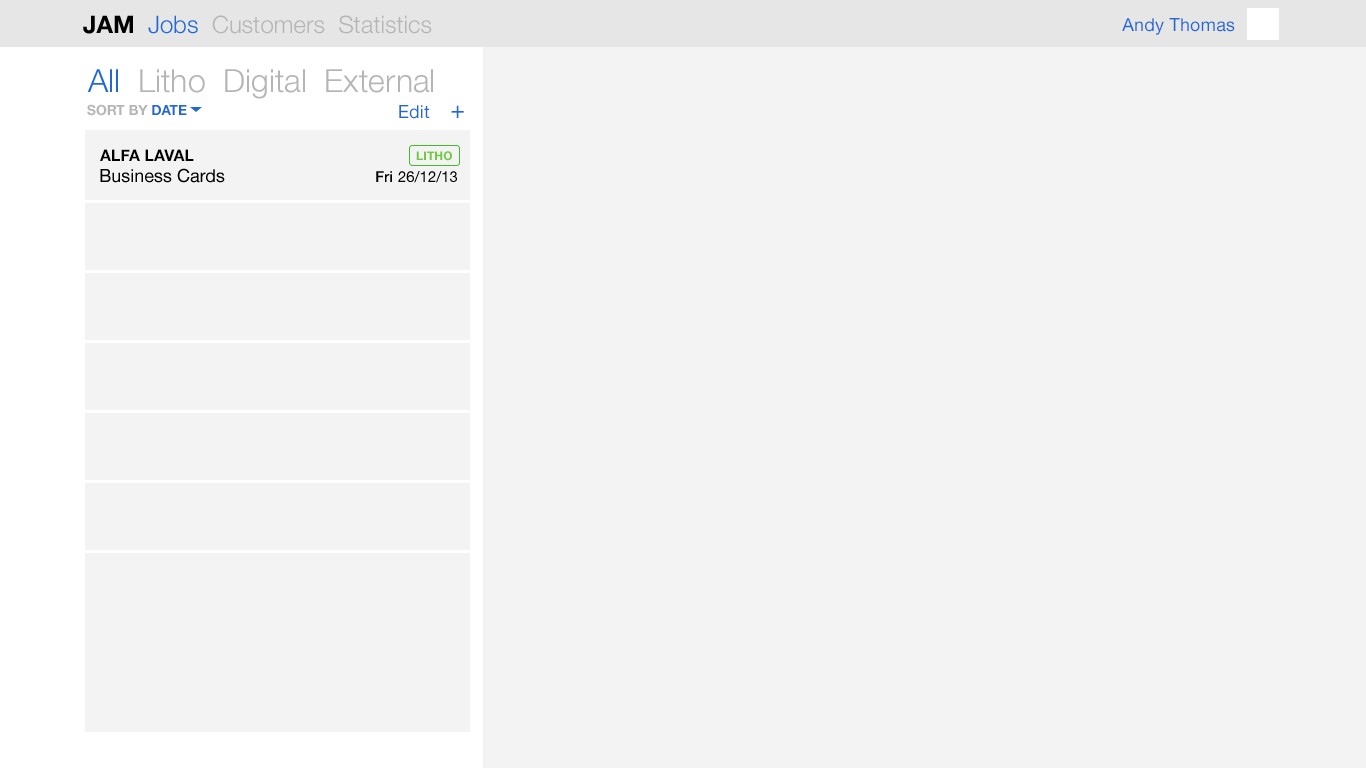 JAM Jobs Customers Statistics Andy Thomas
All Litho Digital External
SORT BY DATE Edit +
ALFA LAVAL LITHO
Business Cards Fri 26/12/13